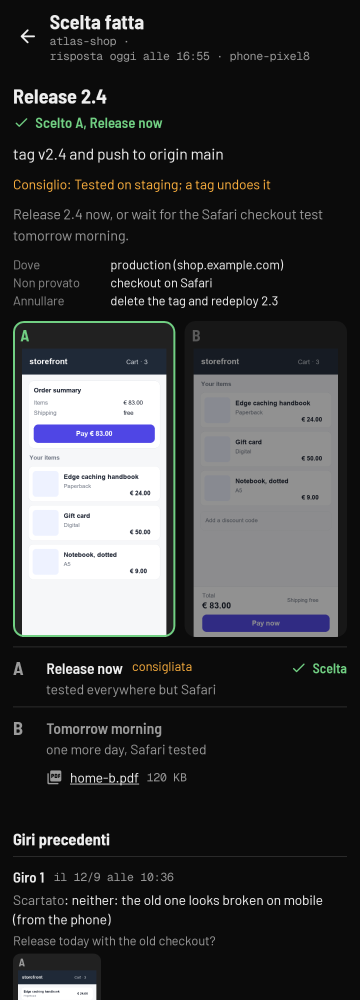 Scelta fatta
atlas-shop ·
risposta oggi alle 16:55 · phone-pixel8
Release 2.4
Scelto A, Release now
tag v2.4 and push to origin main
Consiglio: Tested on staging; a tag undoes it
Release 2.4 now, or wait for the Safari checkout test
tomorrow morning.
Dove production (shop.example.com)
Non provato checkout on Safari
Annullare delete the tag and redeploy 2.3
A
storefront Cart · 3
Order summary
Items € 83.00
Shipping free
Pay € 83.00
Your items
Edge caching handbook
Paperback
€ 24.00
Gift card
Digital
€ 50.00
Notebook, dotted
A5
€ 9.00
B
storefront Cart · 3
Your items
Edge caching handbook
Paperback
€ 24.00
Gift card
Digital
€ 50.00
Notebook, dotted
A5
€ 9.00
Add a discount code
Total
€ 83.00
Shipping free
Pay now
A Release now consigliata Scelta
tested everywhere but Safari
B Tomorrow morning
one more day, Safari tested
PDF home-b.pdf 120 KB
Giri precedenti
Giro 1 il 12/9 alle 10:36
Scartato: neither: the old one looks broken on mobile
(from the phone)
Release today with the old checkout?
A
storefront Cart · 3
Edge caching handbook
€ 24.00